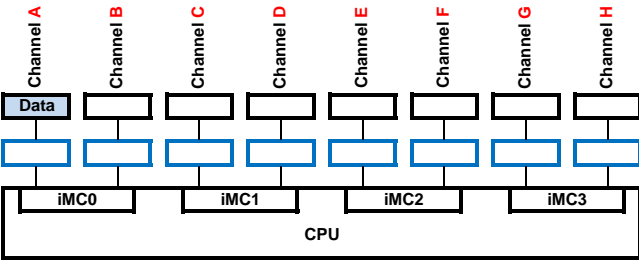 Channel A
Channel B
Channel C
Channel D
Channel E
Channel F
Channel G
Channel H
Data
iMC0
iMC1
iMC2
iMC3
CPU